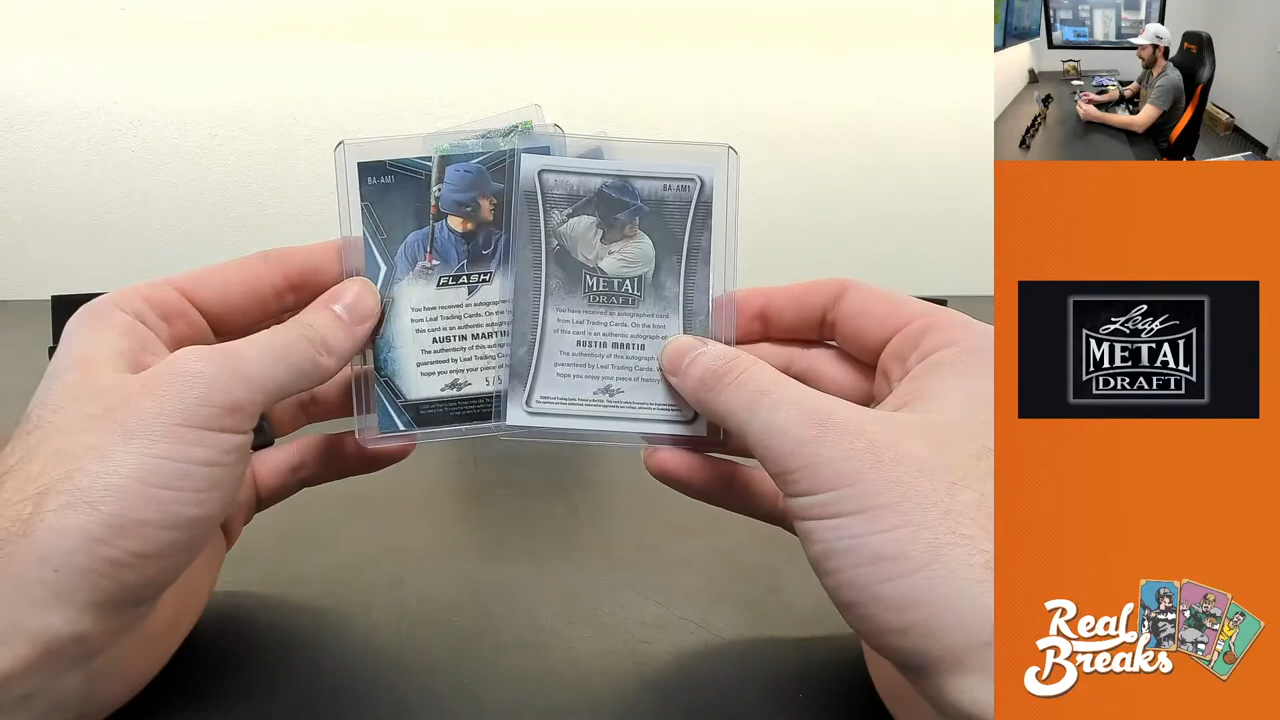 BA-AM1
FLASH
You have received an autographed
from Leaf Trading Cards. On the
this card is an authentic
AUSTIN MARTIN
The authenticity of this
guaranteed by Leaf Trading Cards.
hope you enjoy your piece of
Leaf
5/5
BA-AM1
METAL
DRAFT
You have received an autographed card
from Leaf Trading Cards. On the front
of this card is an authentic autograph of
AUSTIN MARTIN
The authenticity of this autograph
guaranteed by Leaf Trading Cards.
hope you enjoy your piece of history
Leaf
Leaf
METAL
DRAFT
Real
Breaks